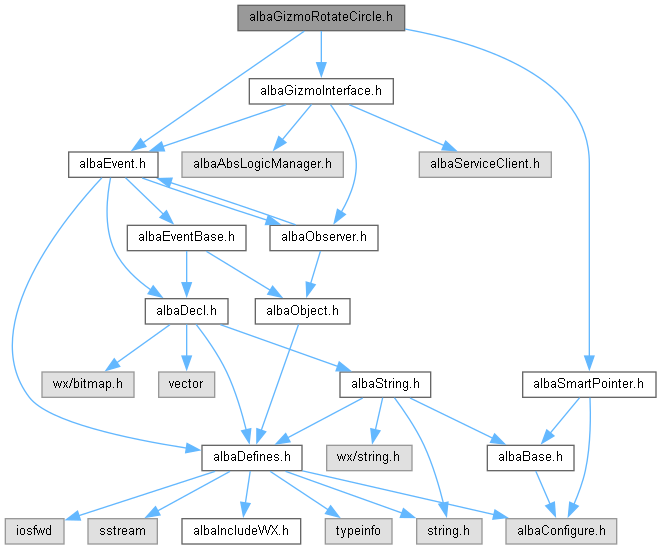 albaGizmoRotateCircle.h
albaGizmoInterface.h
albaEvent.h
albaAbsLogicManager.h
albaServiceClient.h
albaEventBase.h
albaObserver.h
albaDecl.h
albaObject.h
wx/bitmap.h
vector
albaString.h
albaSmartPointer.h
albaDefines.h
wx/string.h
albaBase.h
iosfwd
sstream
albaIncludeWX.h
typeinfo
string.h
albaConfigure.h